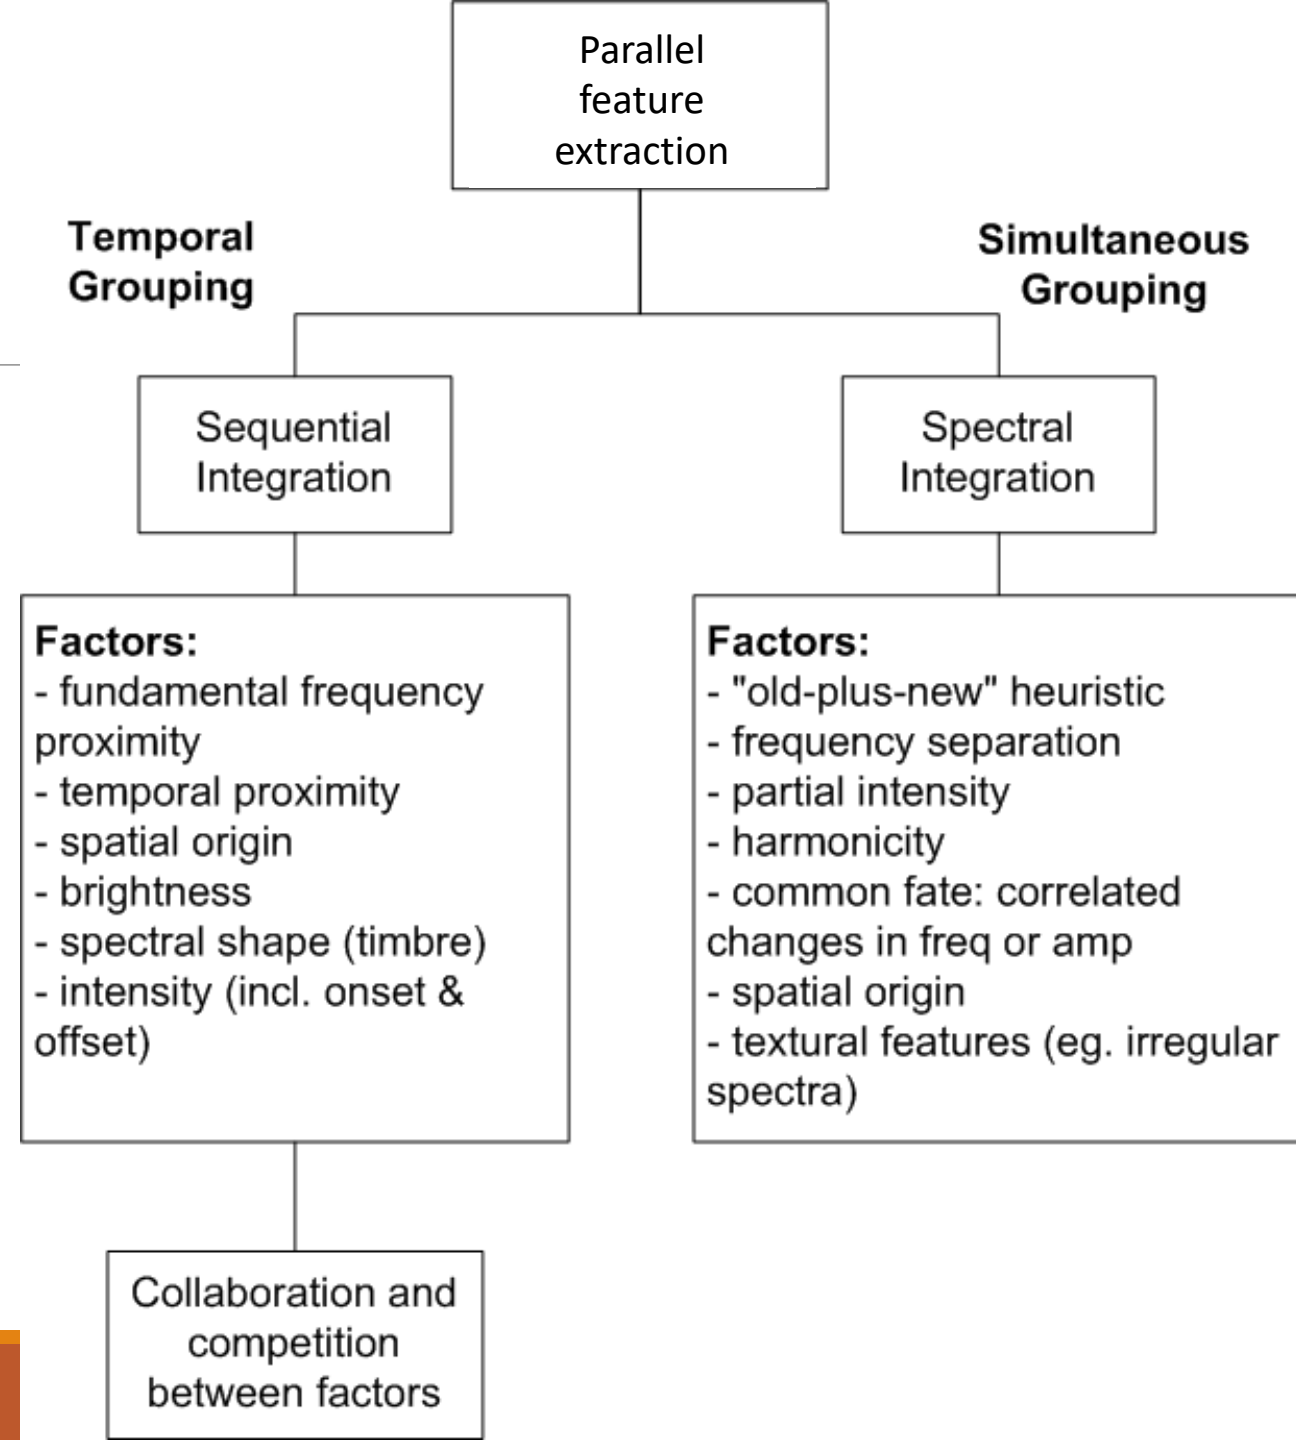 Parallel
feature
extraction
Temporal
Grouping
Simultaneous
Grouping
Sequential
Integration
Spectral
Integration
Factors:
- fundamental frequency
proximity
- temporal proximity
- spatial origin
- brightness
- spectral shape (timbre)
- intensity (incl. onset &
offset)
Factors:
- "old-plus-new" heuristic
- frequency separation
- partial intensity
- harmonicity
- common fate: correlated
changes in freq or amp
- spatial origin
- textural features (eg. irregular
spectra)
Collaboration and
competition
between factors